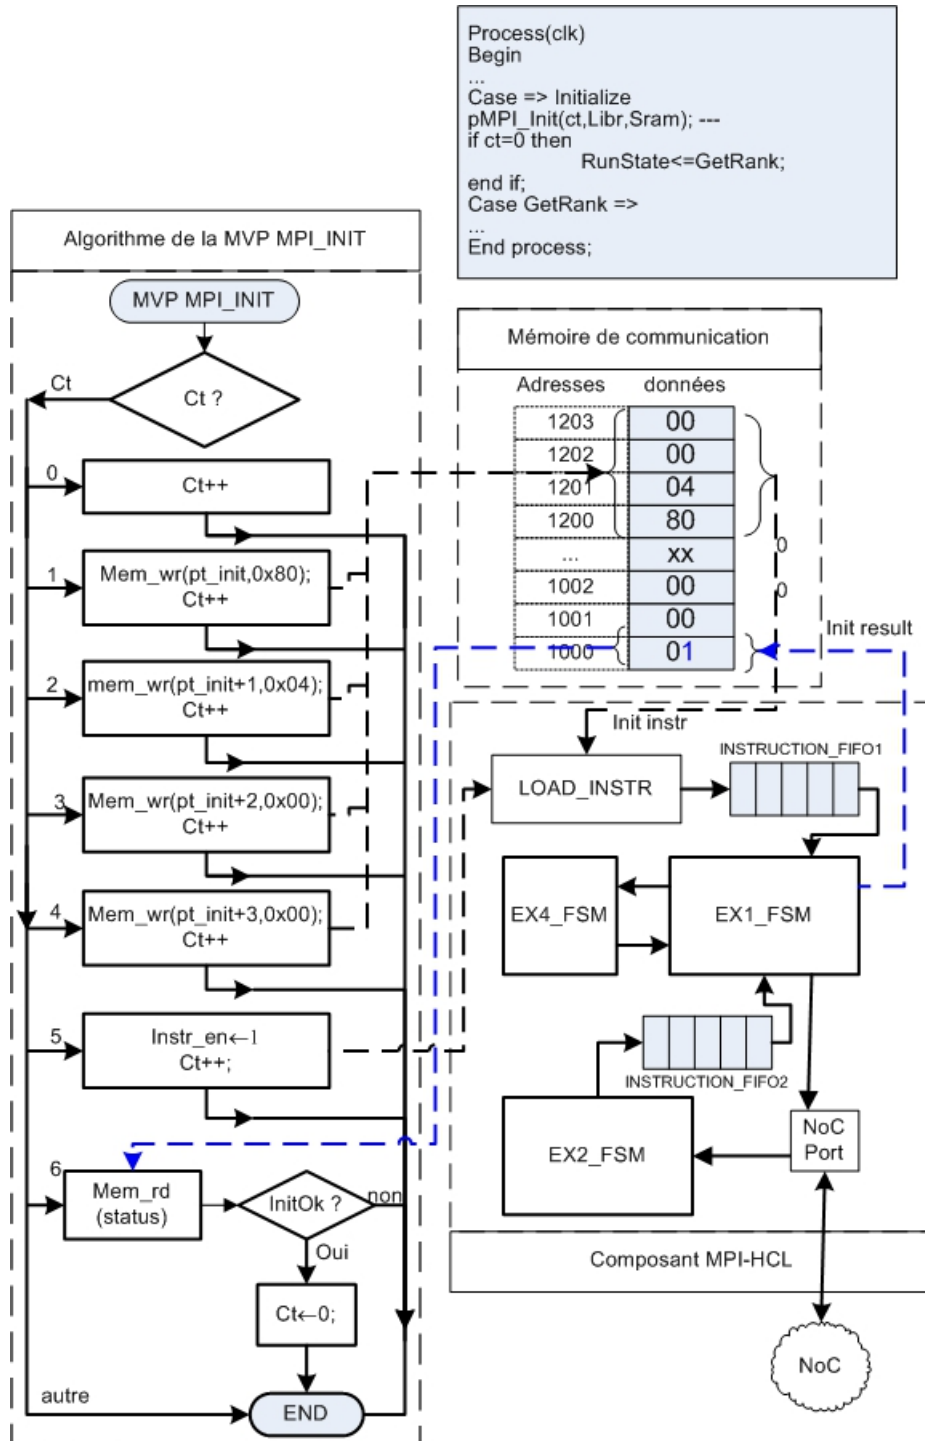 Process(clk)
Begin
...
Case => Initialize
pMPI_Init(ct,Libr,Sram); ---
if ct=0 then
RunState<=GetRank;
end if;
Case GetRank =>
...
End process;
Algorithme de la MVP MPI_INIT
MVP MPI_INIT
Ct ?
Ct
0
Ct++
1
Mem_wr(pt_init,0x80);
Ct++
2
mem_wr(pt_init+1,0x04);
Ct++
3
Mem_wr(pt_init+2,0x00);
Ct++
4
Mem_wr(pt_init+3,0x00);
Ct++
5
Instr_en←1
Ct++;
6
Mem_rd
(status)
InitOk ?
non
Oui
Ct←0;
autre
END
Mémoire de communication
Adresses données
1203 00
1202 00
1201 04
1200 80
... xx
1002 00
1001 00
1000 01
0
0
Init result
Init instr
LOAD_INSTR
INSTRUCTION_FIFO1
EX4_FSM
EX1_FSM
INSTRUCTION_FIFO2
EX2_FSM
NoC
Port
Composant MPI-HCL
NoC